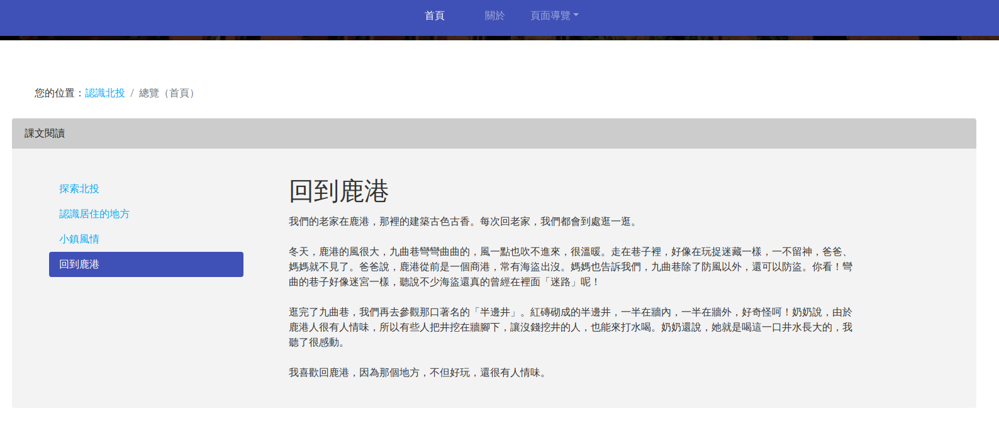 首頁 關於 頁面導覽
您的位置：認識北投 / 總覽（首頁）
課文閱讀
探索北投
認識居住的地方
小鎮風情
回到鹿港
回到鹿港
我們的老家在鹿港，那裡的建築古色古香。每次回老家，我們都會到處逛一逛。
冬天，鹿港的風很大，九曲巷彎彎曲曲的，風一點也吹不進來，很溫暖。走在巷子裡，好像在玩捉迷藏一樣，一不留神，爸爸、
媽媽就不見了。爸爸說，鹿港從前是一個商港，常有海盜出沒。媽媽也告訴我們，九曲巷除了防風以外，還可以防盜。你看！彎
曲的巷子好像迷宮一樣，聽說不少海盜還真的曾經在裡面「迷路」呢！
逛完了九曲巷，我們再去參觀那口著名的「半邊井」。紅磚砌成的半邊井，一半在牆內，一半在牆外，好奇怪呵！奶奶說，由於
鹿港人很有人情味，所以有些人把井挖在牆腳下，讓沒錢挖井的人，也能來打水喝。奶奶還說，她就是喝這一口井水長大的，我
聽了很感動。
我喜歡回鹿港，因為那個地方，不但好玩，還很有人情味。